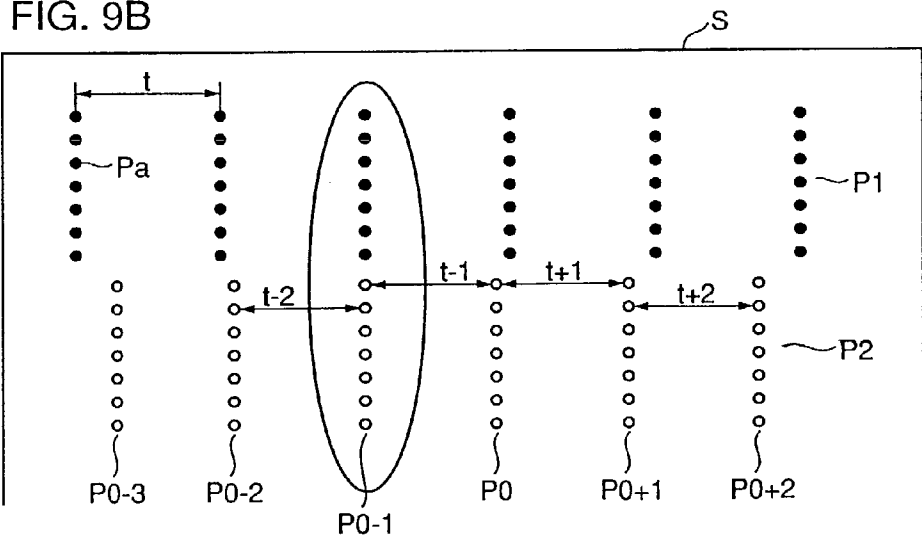 FIG. 9B
S
t
Pa
P1
t-1
t+1
t-2
t+2
P2
P0-3
P0-2
P0-1
P0
P0+1
P0+2